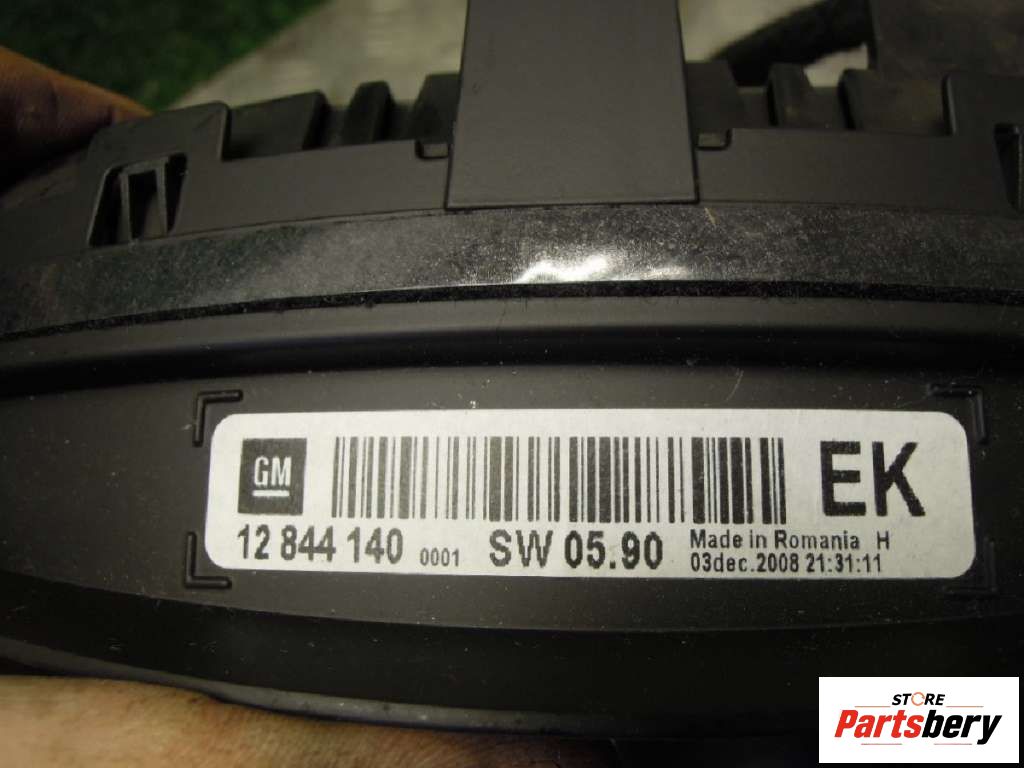 GM
EK
12 844 140 0001 SW 05.90 Made in Romania H
03dec.2008 21:31:11
STORE
Partsbery